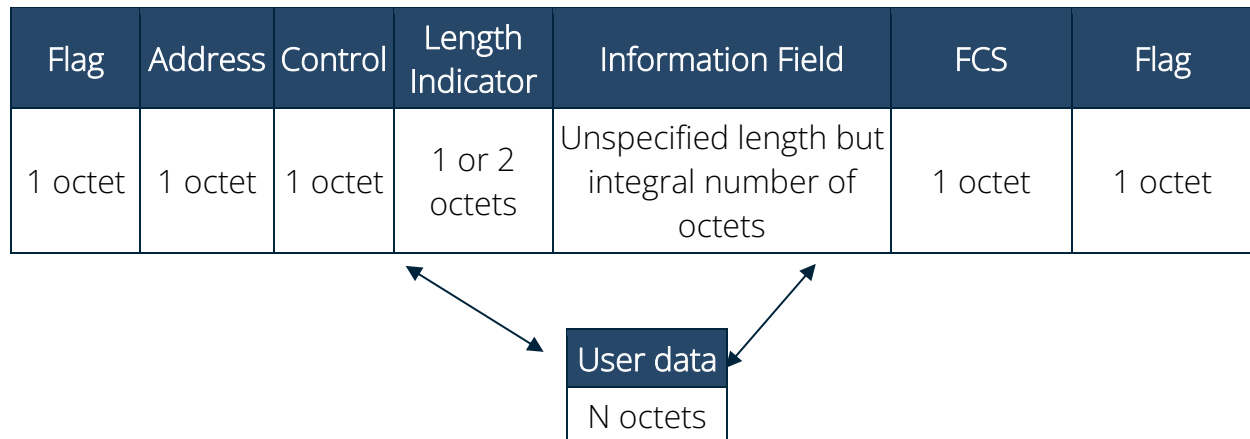 Flag
Address
Control
Length
Indicator
Information Field
FCS
Flag
1 octet
1 octet
1 octet
1 or 2
octets
Unspecified length but
integral number of
octets
1 octet
1 octet
User data
N octets